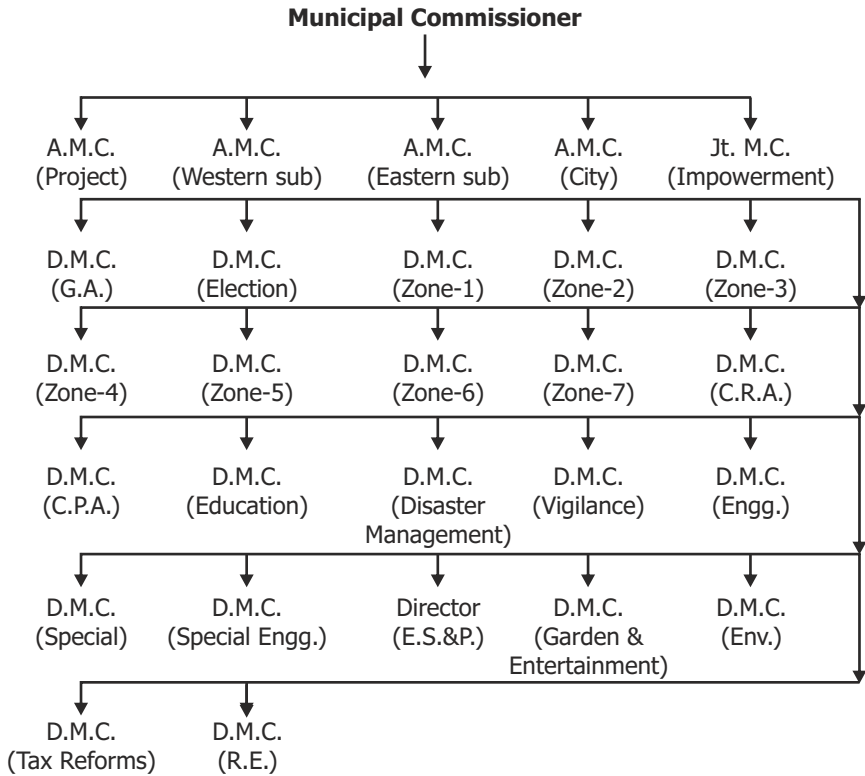 Municipal Commissioner
A.M.C.
(Project)
A.M.C.
(Western sub)
A.M.C.
(Eastern sub)
A.M.C.
(City)
Jt. M.C.
(Impowerment)
D.M.C.
(G.A.)
D.M.C.
(Election)
D.M.C.
(Zone-1)
D.M.C.
(Zone-2)
D.M.C.
(Zone-3)
D.M.C.
(Zone-4)
D.M.C.
(Zone-5)
D.M.C.
(Zone-6)
D.M.C.
(Zone-7)
D.M.C.
(C.R.A.)
D.M.C.
(C.P.A.)
D.M.C.
(Education)
D.M.C.
(Disaster
Management)
D.M.C.
(Vigilance)
D.M.C.
(Engg.)
D.M.C.
(Special)
D.M.C.
(Special Engg.)
Director
(E.S.&P.)
D.M.C.
(Garden &
Entertainment)
D.M.C.
(Env.)
D.M.C.
(Tax Reforms)
D.M.C.
(R.E.)